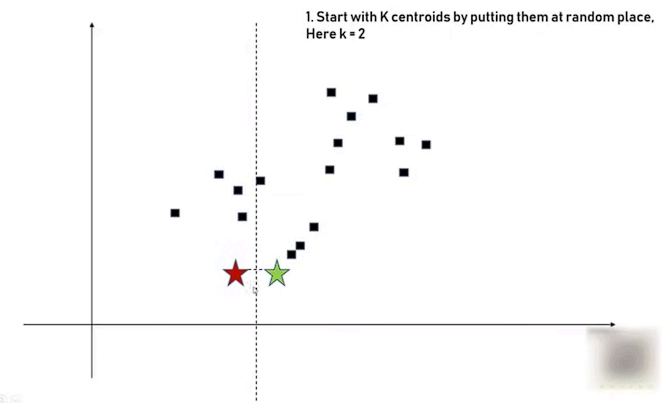 1. Start with K centroids by putting them at random place,
Here k = 2